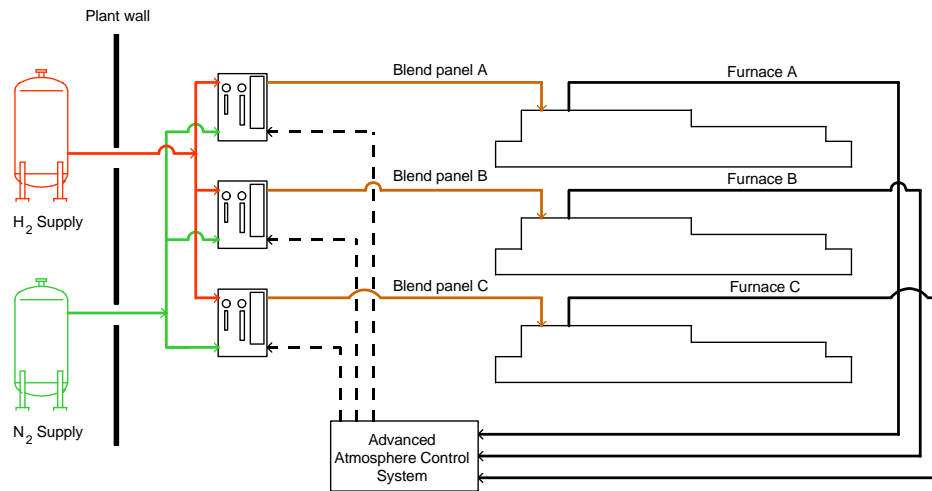 Plant wall
Blend panel A
Furnace A
H2 Supply
Blend panel B
Furnace B
Blend panel C
Furnace C
N2 Supply
Advanced
Atmosphere Control
System